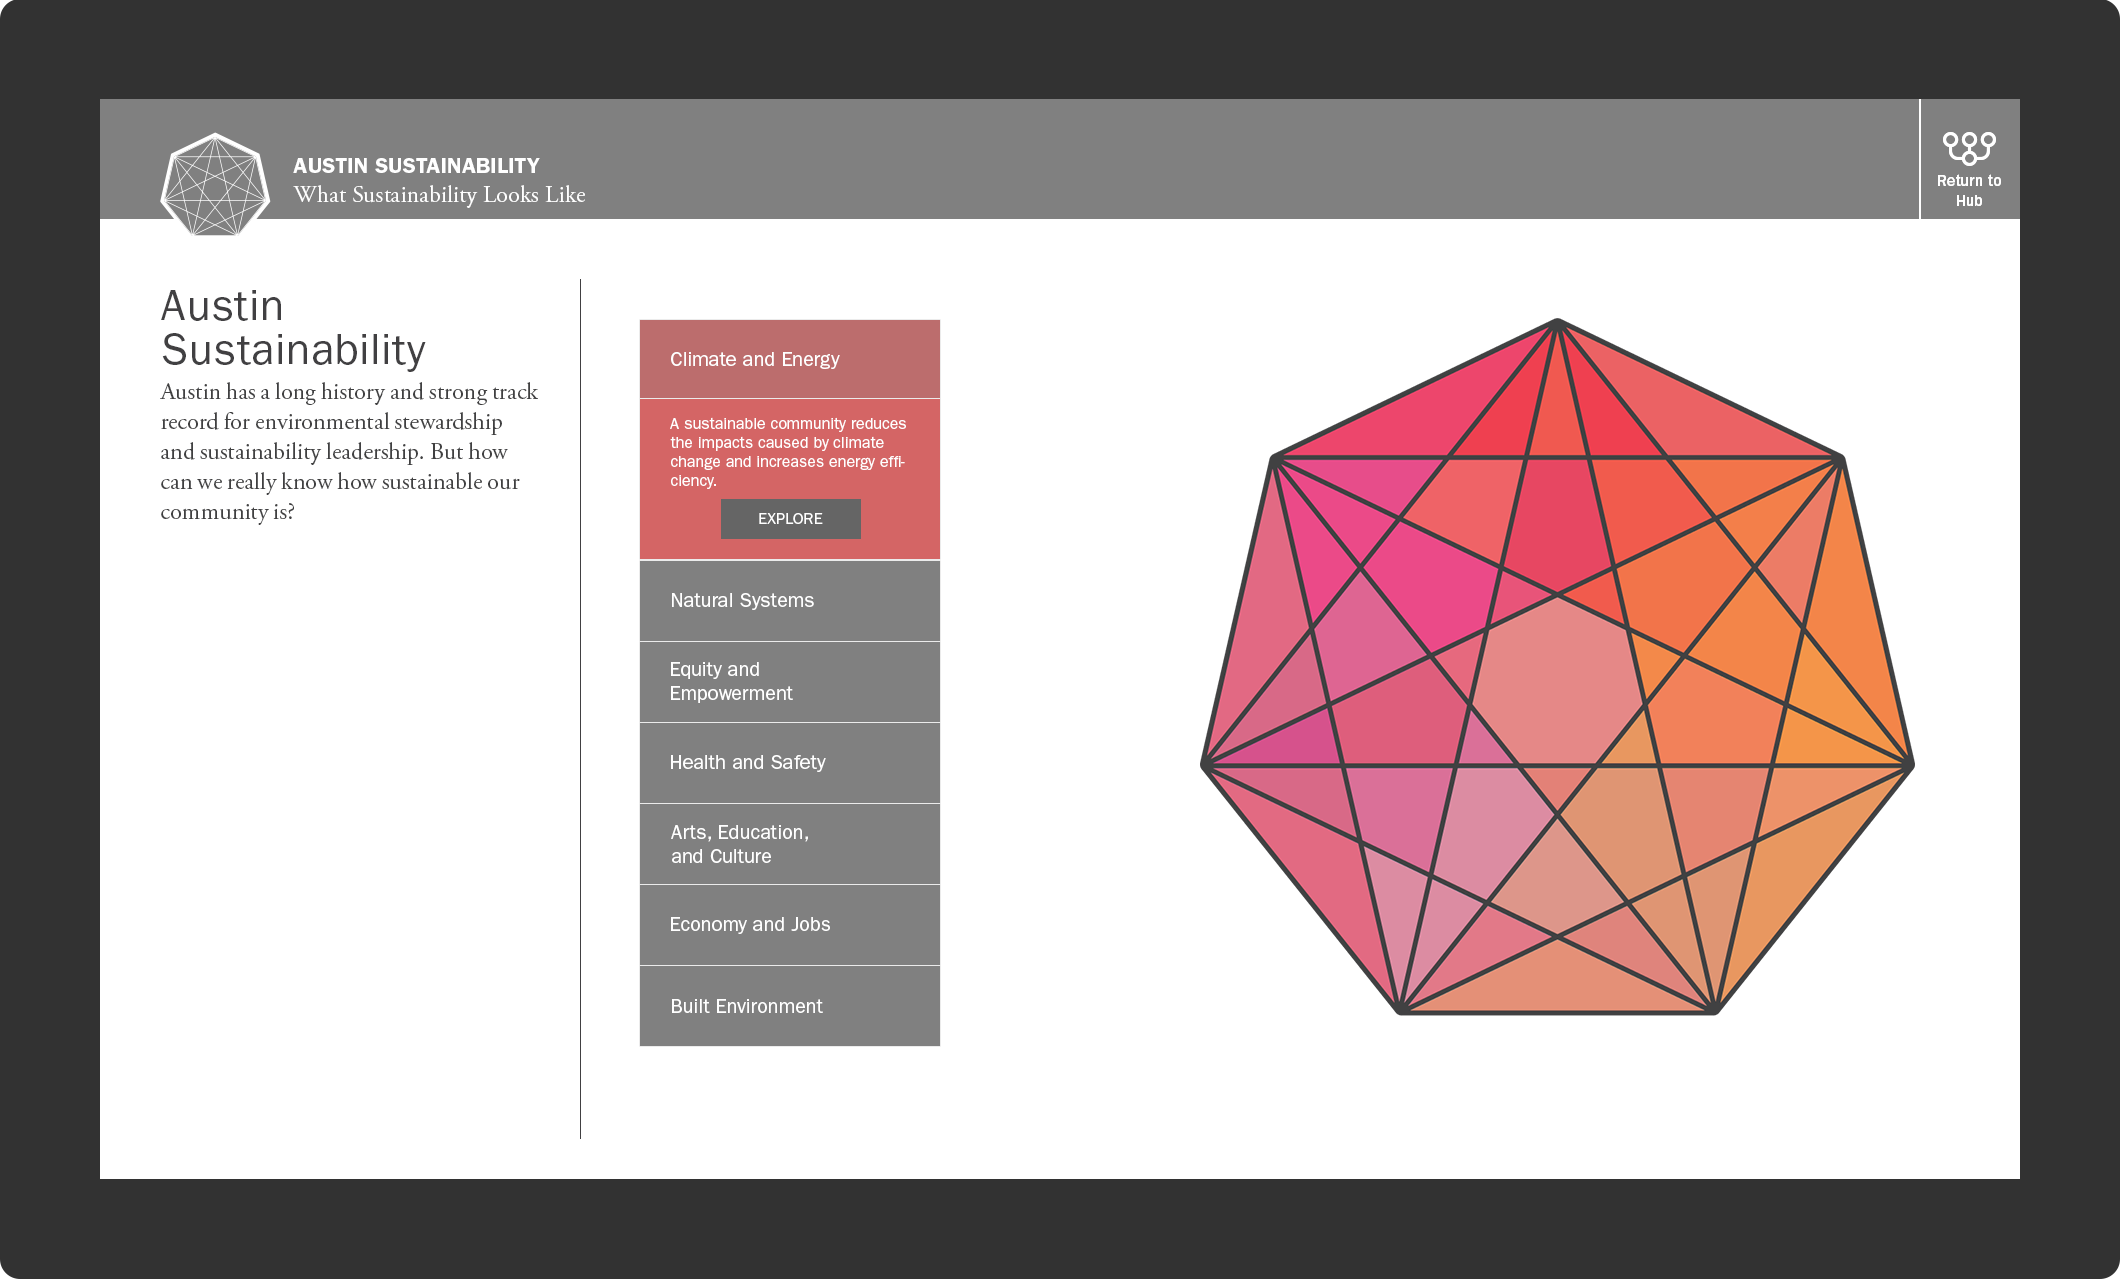 AUSTIN SUSTAINABILITY
What Sustainability Looks Like
Return to
Hub
Austin
Sustainability
Austin has a long history and strong track
record for environmental stewardship
and sustainability leadership. But how
can we really know how sustainable our
community is?
Climate and Energy
A sustainable community reduces
the impacts caused by climate
change and increases energy effi-
ciency.
EXPLORE
Natural Systems
Equity and
Empowerment
Health and Safety
Arts, Education,
and Culture
Economy and Jobs
Built Environment